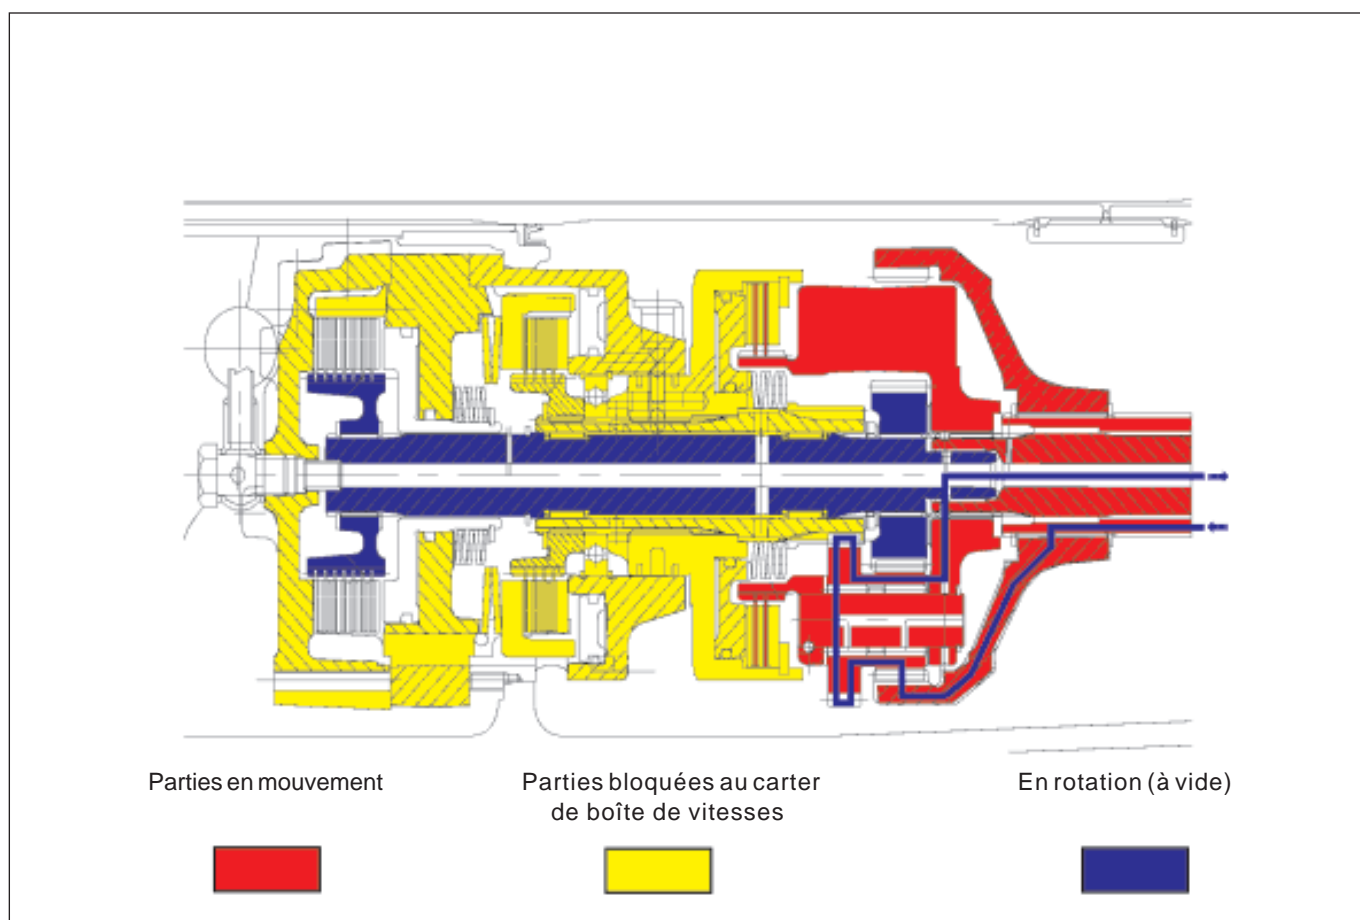 Parties en mouvement
Parties bloquées au carter
de boîte de vitesses
En rotation (à vide)